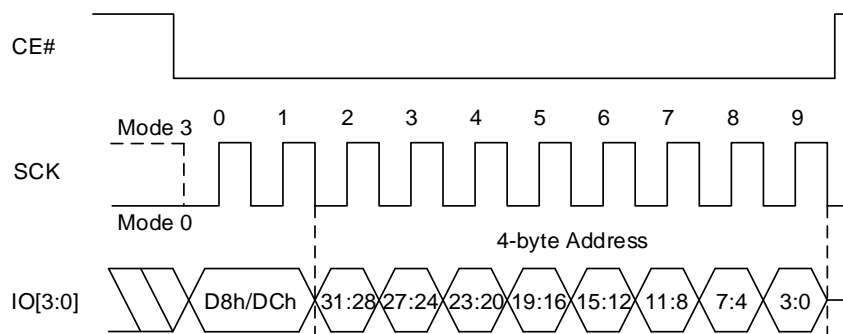 CE#
Mode 3 0 1 2 3 4 5 6 7 8 9
SCK
Mode 0
4-byte Address
IO[3:0] D8h/DCh 31:28 27:24 23:20 19:16 15:12 11:8 7:4 3:0